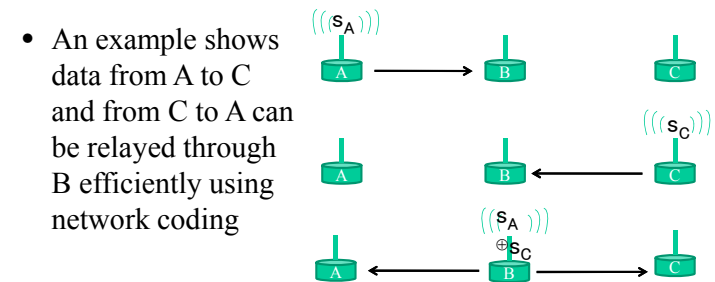 • An example shows
data from A to C
and from C to A can
be relayed through
B efficiently using
network coding
(((sA)))
A B C
(((sC)))
A B C
((sA )))
⊕sC
A B C